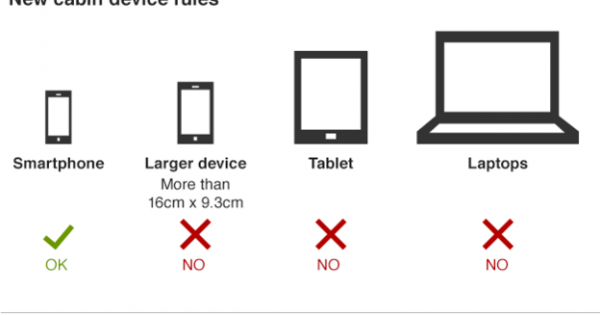 New cabin device rules
Smartphone
Larger device
More than
16cm x 9.3cm
Tablet
Laptops
OK
NO
NO
NO